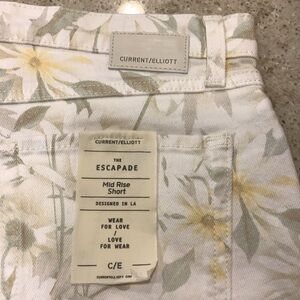 CURRENT/ELLIOTT
CURRENT/ELLIOTT
THE
ESCAPADE
Mid Rise
Short
DESIGNED IN LA
WEAR
FOR LOVE
/
LOVE
FOR WEAR
C/E
CURRENTELLIOTT.COM